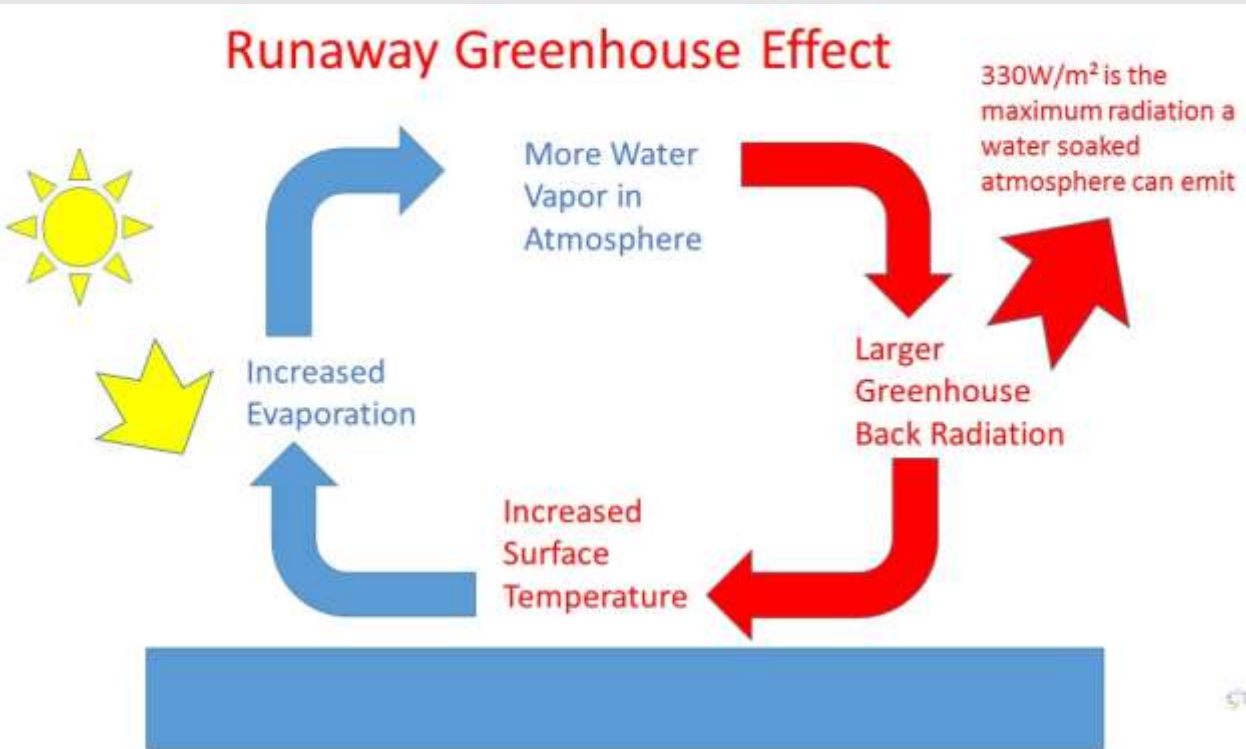 Runaway Greenhouse Effect
330W/m² is the
maximum radiation a
water soaked
atmosphere can emit
More Water
Vapor in
Atmosphere
Increased
Evaporation
Larger
Greenhouse
Back Radiation
Increased
Surface
Temperature